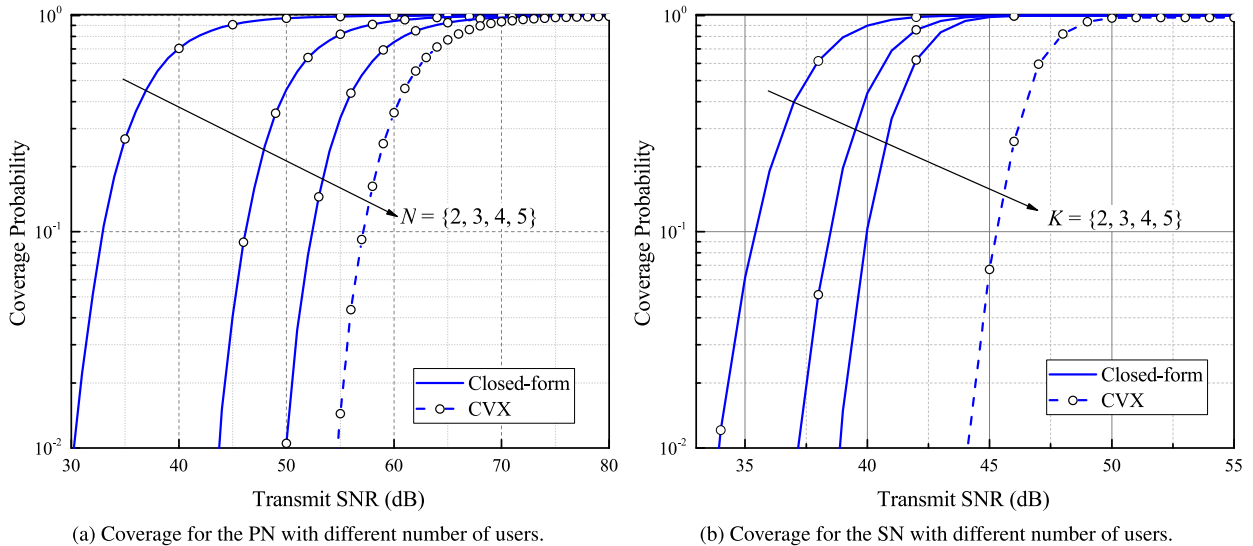 10^0
10^-1
10^-2
Coverage Probability
30 40 50 60 70 80
Transmit SNR (dB)
N = {2, 3, 4, 5}
Closed-form
CVX
(a) Coverage for the PN with different number of users.
10^0
10^-1
10^-2
Coverage Probability
35 40 45 50 55
Transmit SNR (dB)
K = {2, 3, 4, 5}
Closed-form
CVX
(b) Coverage for the SN with different number of users.